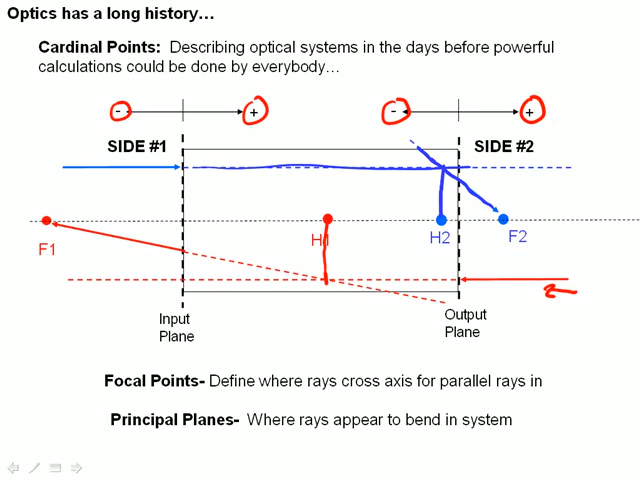 Optics has a long history…
Cardinal Points: Describing optical systems in the days before powerful
calculations could be done by everybody…
- + - +
SIDE #1 SIDE #2
F1 H1 H2 F2
Input
Plane
Output
Plane
Focal Points- Define where rays cross axis for parallel rays in
Principal Planes- Where rays appear to bend in system